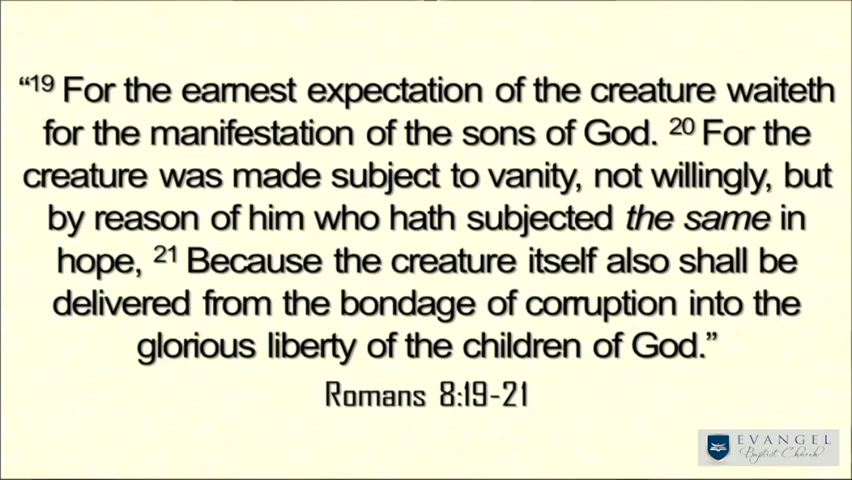 “19 For the earnest expectation of the creature waiteth
for the manifestation of the sons of God. 20 For the
creature was made subject to vanity, not willingly, but
by reason of him who hath subjected the same in
hope, 21 Because the creature itself also shall be
delivered from the bondage of corruption into the
glorious liberty of the children of God.”
Romans 8:19-21
EVANGEL
Baptist Church